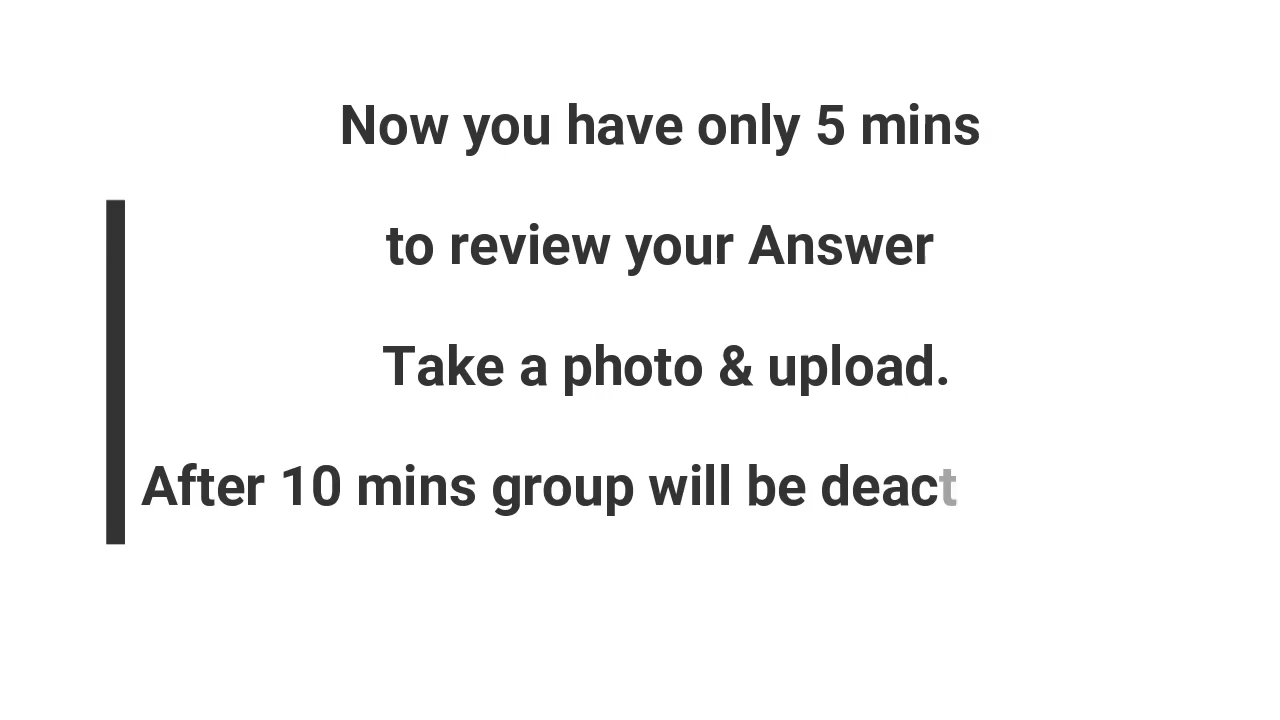 Now you have only 5 mins
to review your Answer
Take a photo & upload.
After 10 mins group will be deact